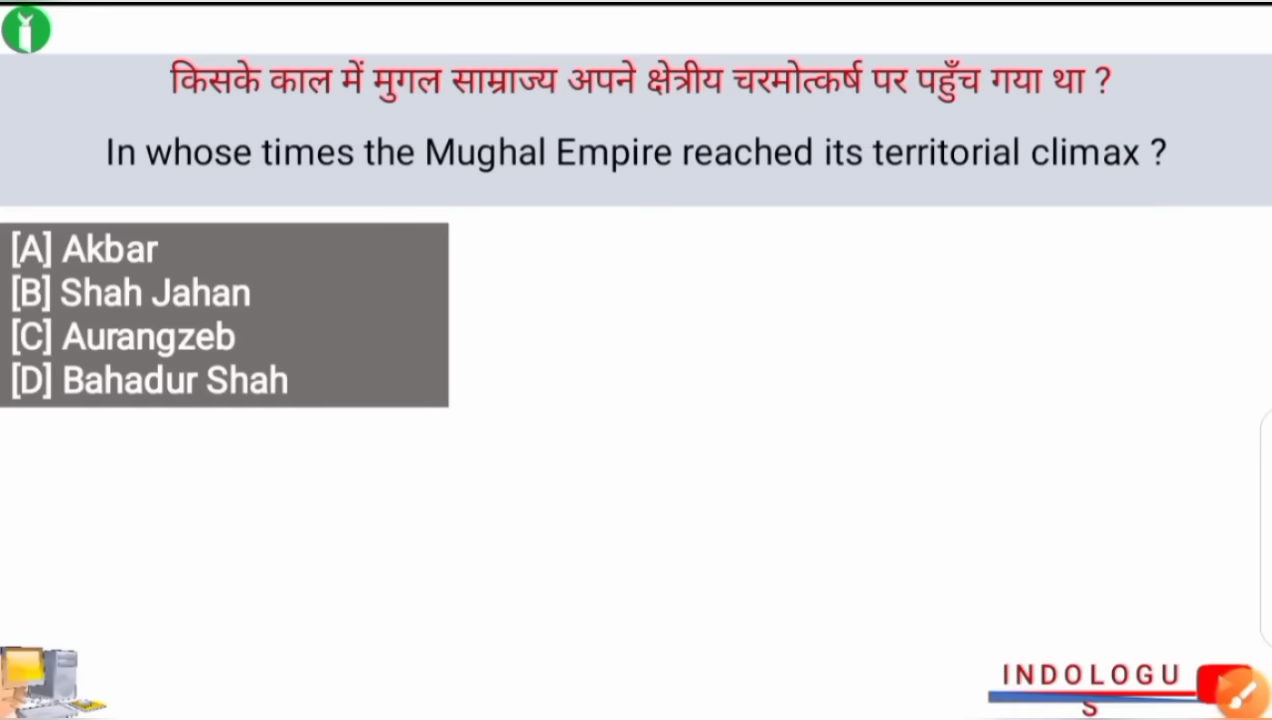 किसके काल में मुगल साम्राज्य अपने क्षेत्रीय चरमोत्कर्ष पर पहुँच गया था ?
In whose times the Mughal Empire reached its territorial climax ?
[A] Akbar
[B] Shah Jahan
[C] Aurangzeb
[D] Bahadur Shah
INDOLOGU
S